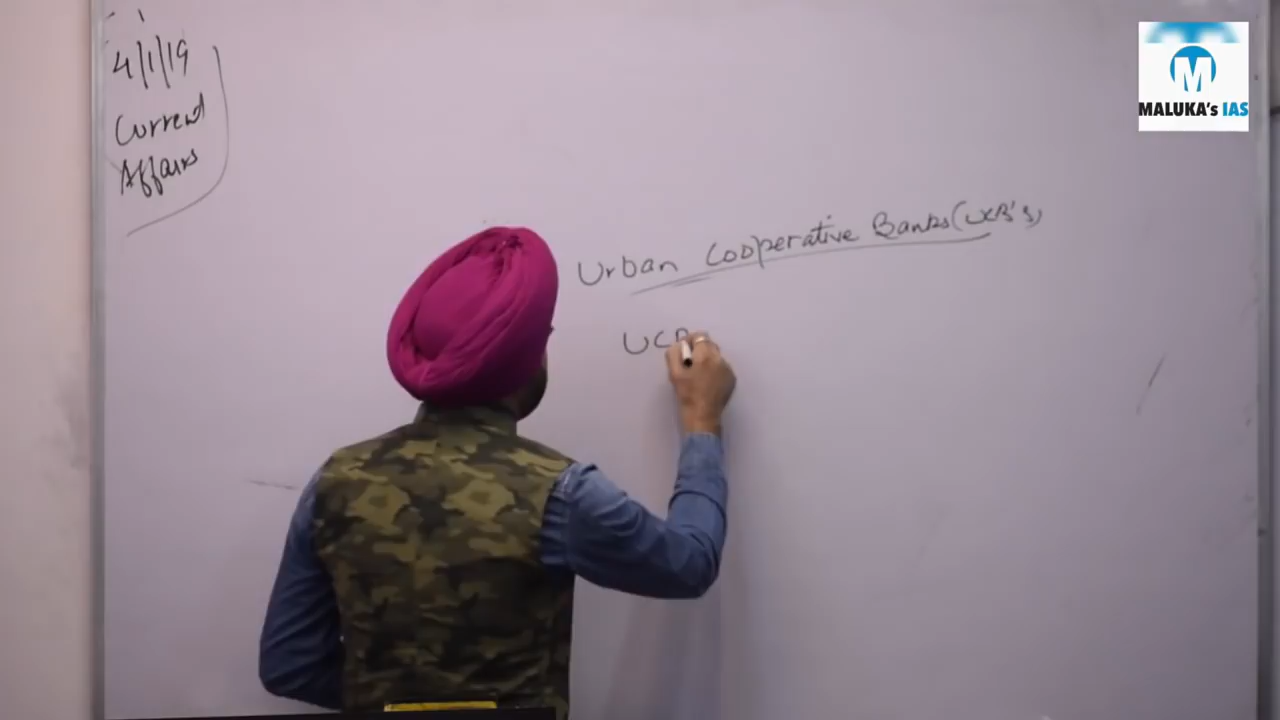 4/1/19
Current
Affairs
Urban Cooperative Banks (UCB's)
UCB
M
MALUKA's IAS